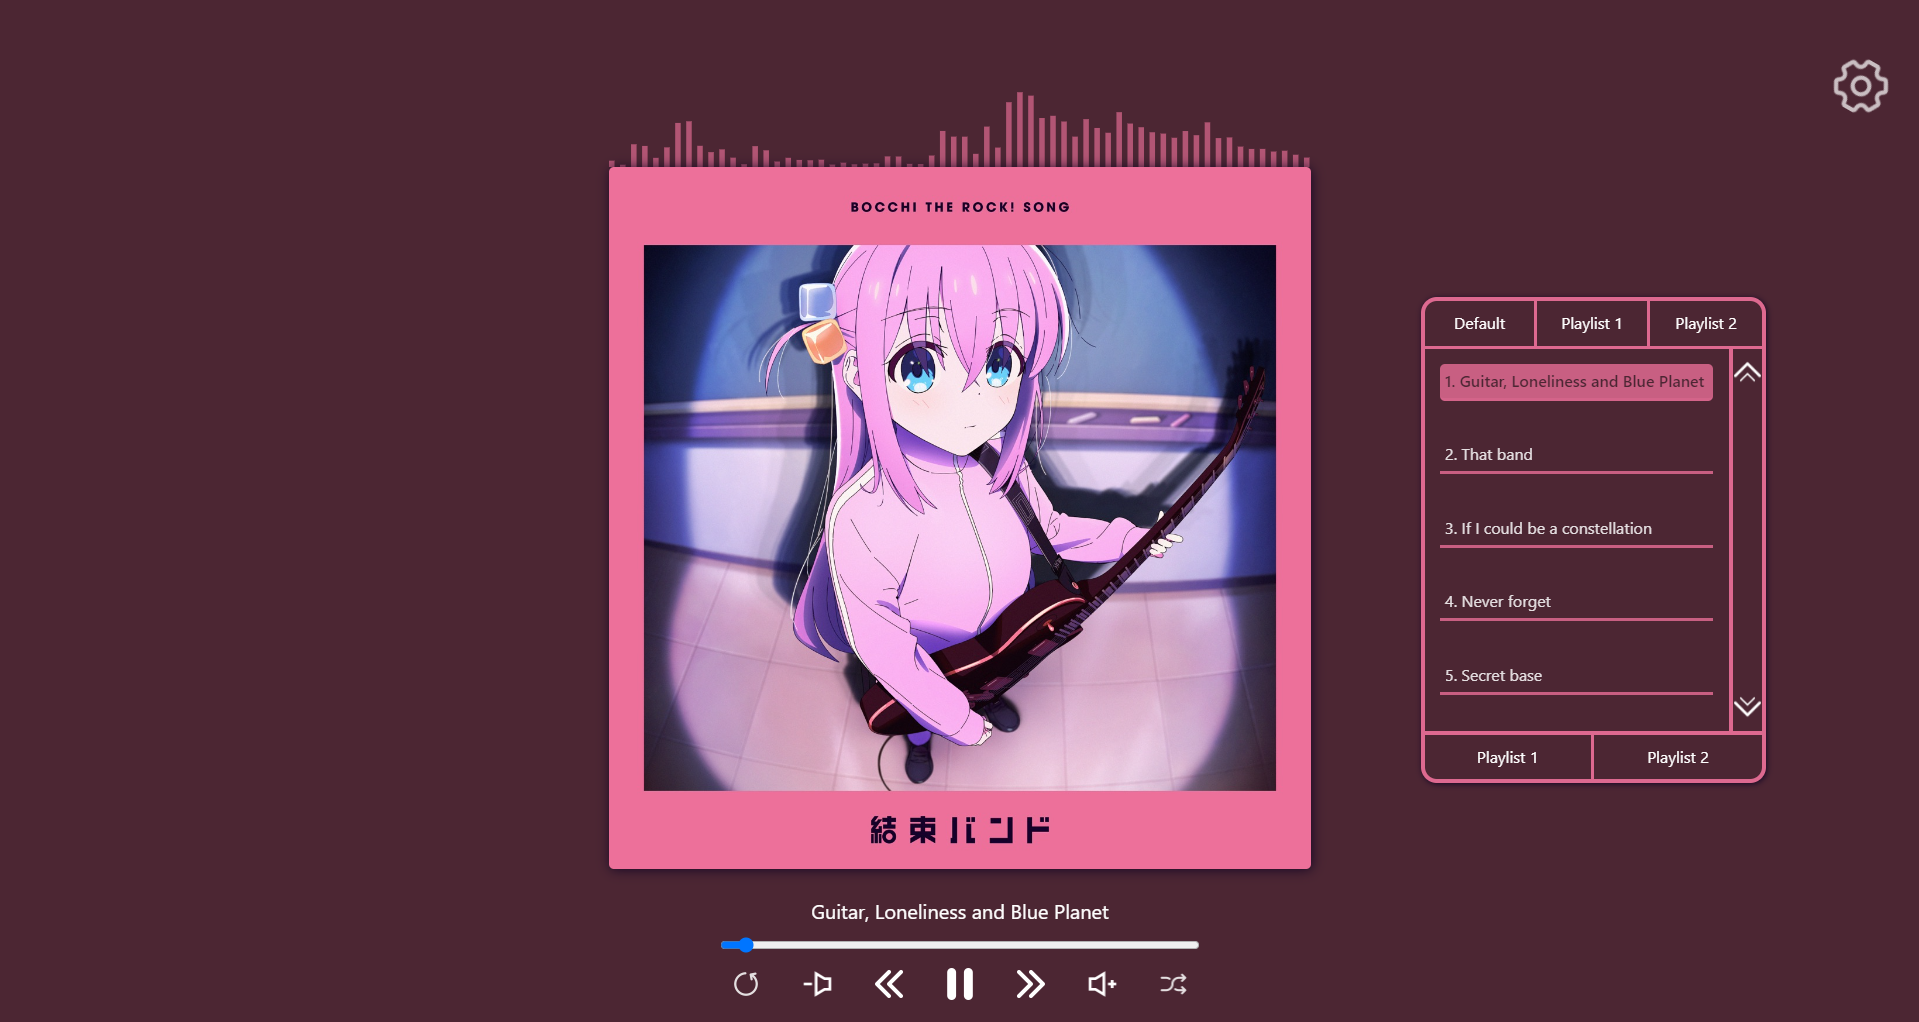 BOCCHI THE ROCK! SONG
結束バンド
Guitar, Loneliness and Blue Planet
Default
Playlist 1
Playlist 2
1. Guitar, Loneliness and Blue Planet
2. That band
3. If I could be a constellation
4. Never forget
5. Secret base
Playlist 1
Playlist 2